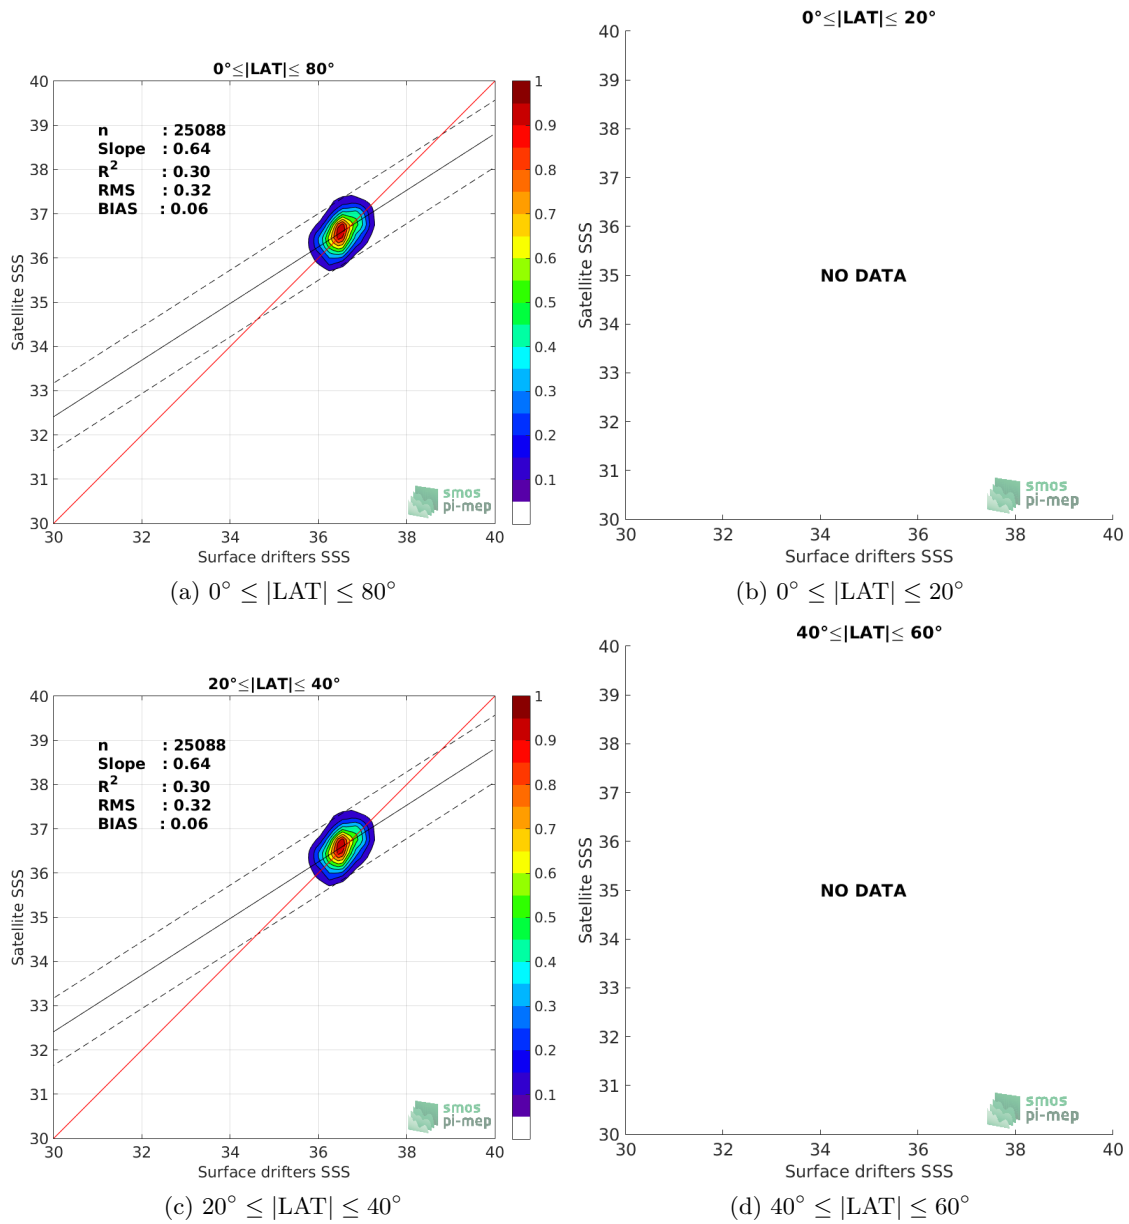 0°≤|LAT|≤ 80°
40
39
38
37
36
35
34
33
32
31
30
Satellite SSS
n : 25088
Slope : 0.64
R² : 0.30
RMS : 0.32
BIAS : 0.06
1
0.9
0.8
0.7
0.6
0.5
0.4
0.3
0.2
0.1
smos
pi-mep
30 32 34 36 38 40
Surface drifters SSS
(a) 0° ≤ |LAT| ≤ 80°
0°≤|LAT|≤ 20°
40
39
38
37
36
35
34
33
32
31
30
Satellite SSS
NO DATA
smos
pi-mep
30 32 34 36 38 40
Surface drifters SSS
(b) 0° ≤ |LAT| ≤ 20°
20°≤|LAT|≤ 40°
40
39
38
37
36
35
34
33
32
31
30
Satellite SSS
n : 25088
Slope : 0.64
R² : 0.30
RMS : 0.32
BIAS : 0.06
1
0.9
0.8
0.7
0.6
0.5
0.4
0.3
0.2
0.1
smos
pi-mep
30 32 34 36 38 40
Surface drifters SSS
(c) 20° ≤ |LAT| ≤ 40°
40°≤|LAT|≤ 60°
40
39
38
37
36
35
34
33
32
31
30
Satellite SSS
NO DATA
smos
pi-mep
30 32 34 36 38 40
Surface drifters SSS
(d) 40° ≤ |LAT| ≤ 60°